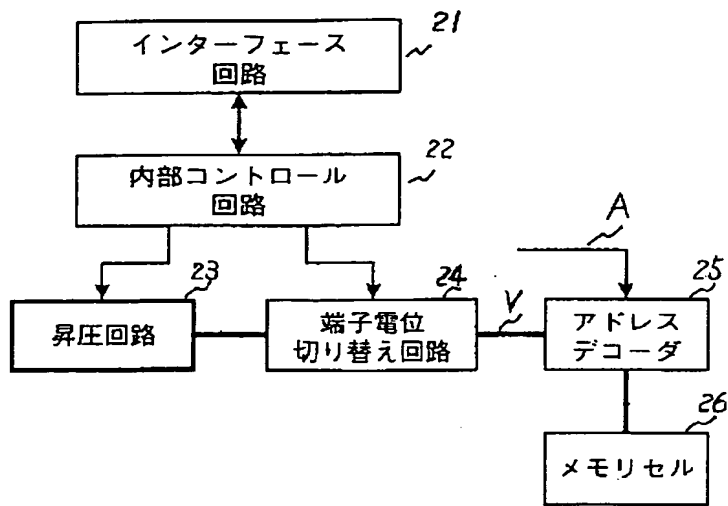 インターフェース
回路
21
内部コントロール
回路
22
A
昇圧回路
23
端子電位
切り替え回路
24
V
アドレス
デコーダ
25
メモリセル
26